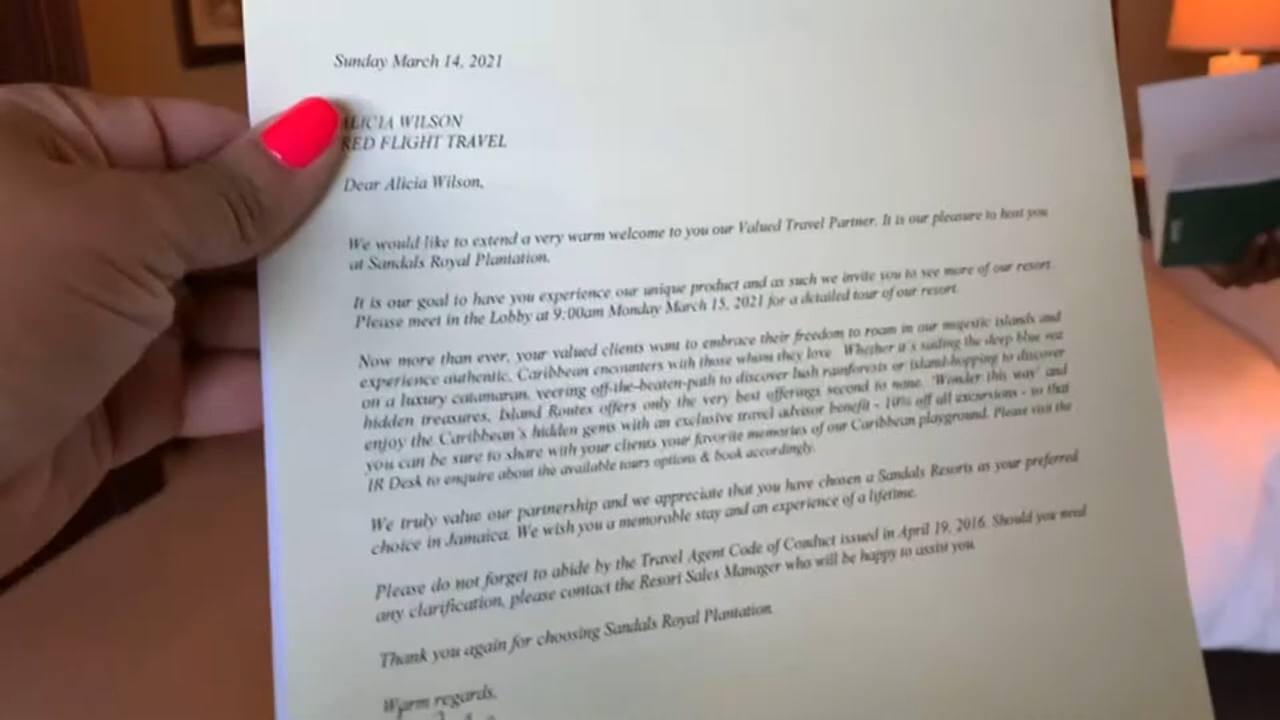 Sunday March 14, 2021
ALICIA WILSON
RED FLIGHT TRAVEL
Dear Alicia Wilson,
We would like to extend a very warm welcome to you our Valued Travel Partner. It is our pleasure to host you
at Sandals Royal Plantation.
It is our goal to have you experience our unique product and as such we invite you to see more of our resort.
Please meet in the Lobby at 9:00am Monday March 15, 2021 for a detailed tour of our resort.
Now more than ever, your valued clients want to embrace their freedom to roam in our majestic islands and
experience authentic, Caribbean encounters with those whom they love. Whether it's sailing the deep blue sea
on a luxury catamaran, veering off-the-beaten-path to discover lush rainforests or island-hopping to discover
hidden treasures, Island Routes offers only the very best offerings second to none. 'Wonder this way' and
enjoy the Caribbean's hidden gems with an exclusive travel advisor benefit - 10% off all excursions - so that
you can be sure to share with your clients your favorite memories of our Caribbean playground. Please visit the
IR Desk to enquire about the available tours options & book accordingly.
We truly value our partnership and we appreciate that you have chosen a Sandals Resorts as your preferred
choice in Jamaica. We wish you a memorable stay and an experience of a lifetime.
Please do not forget to abide by the Travel Agent Code of Conduct issued in April 19, 2016. Should you need
any clarification, please contact the Resort Sales Manager who will be happy to assist you.
Thank you again for choosing Sandals Royal Plantation.
Warm regards,